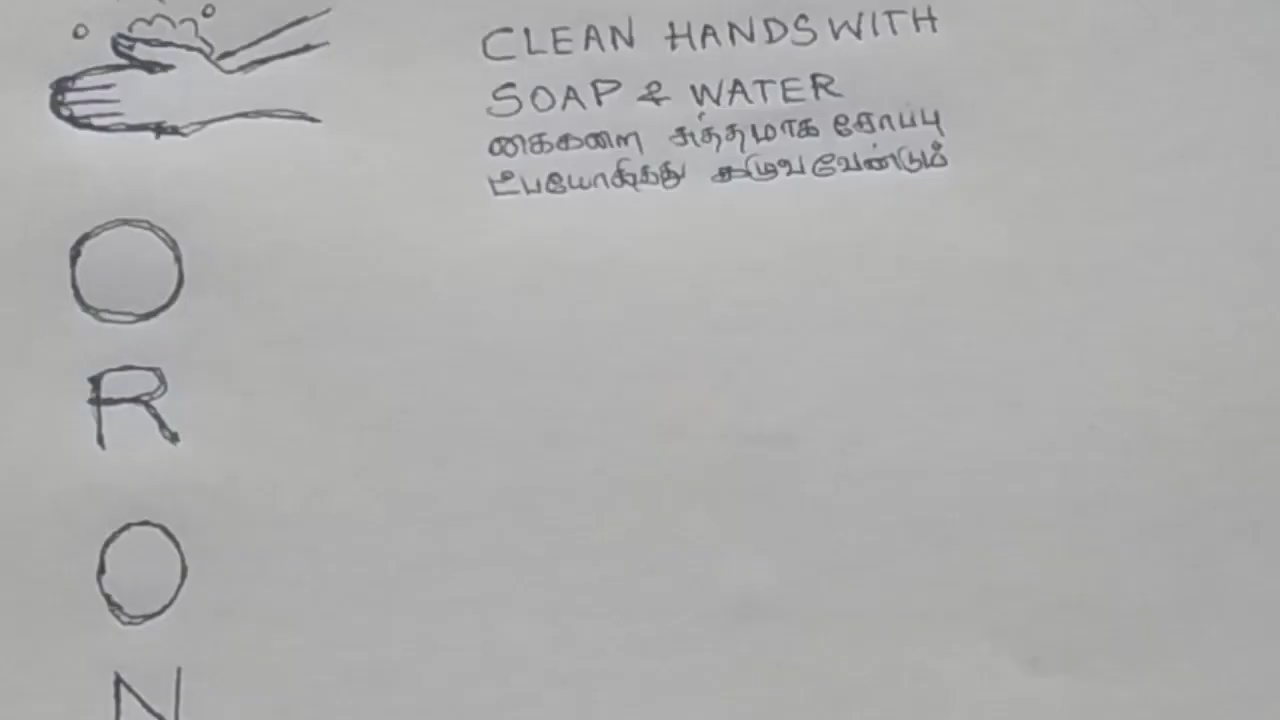 CLEAN HANDS WITH
SOAP & WATER
கைகளை சுத்தமாக சோப்பு
உபயோகித்து கழுவ வேண்டும்
O
R
O
N